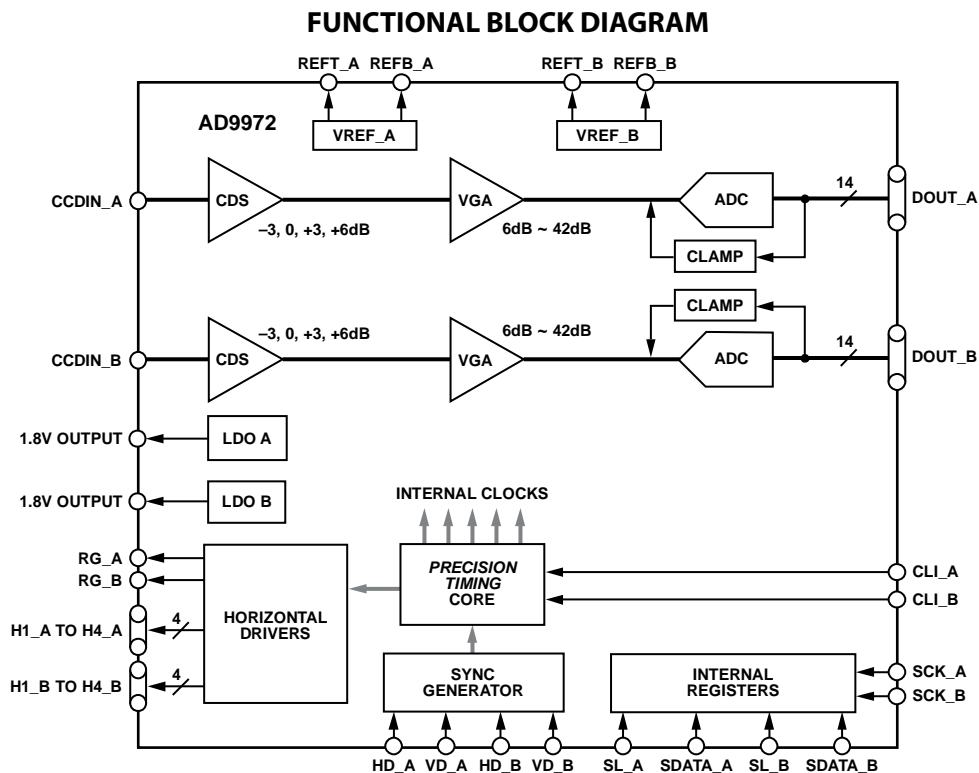 FUNCTIONAL BLOCK DIAGRAM
REFT_A REFB_A REFT_B REFB_B
AD9972
VREF_A VREF_B
CCDIN_A CDS VGA ADC 14 DOUT_A
–3, 0, +3, +6dB 6dB ~ 42dB
CLAMP
CLAMP
–3, 0, +3, +6dB 6dB ~ 42dB
CCDIN_B CDS VGA ADC 14 DOUT_B
1.8V OUTPUT LDO A
1.8V OUTPUT LDO B
INTERNAL CLOCKS
RG_A
RG_B
H1_A TO H4_A 4
H1_B TO H4_B 4
HORIZONTAL
DRIVERS
PRECISION
TIMING
CORE
CLI_A
CLI_B
SYNC
GENERATOR
INTERNAL
REGISTERS
SCK_A
SCK_B
HD_A VD_A HD_B VD_B SL_A SDATA_A SL_B SDATA_B